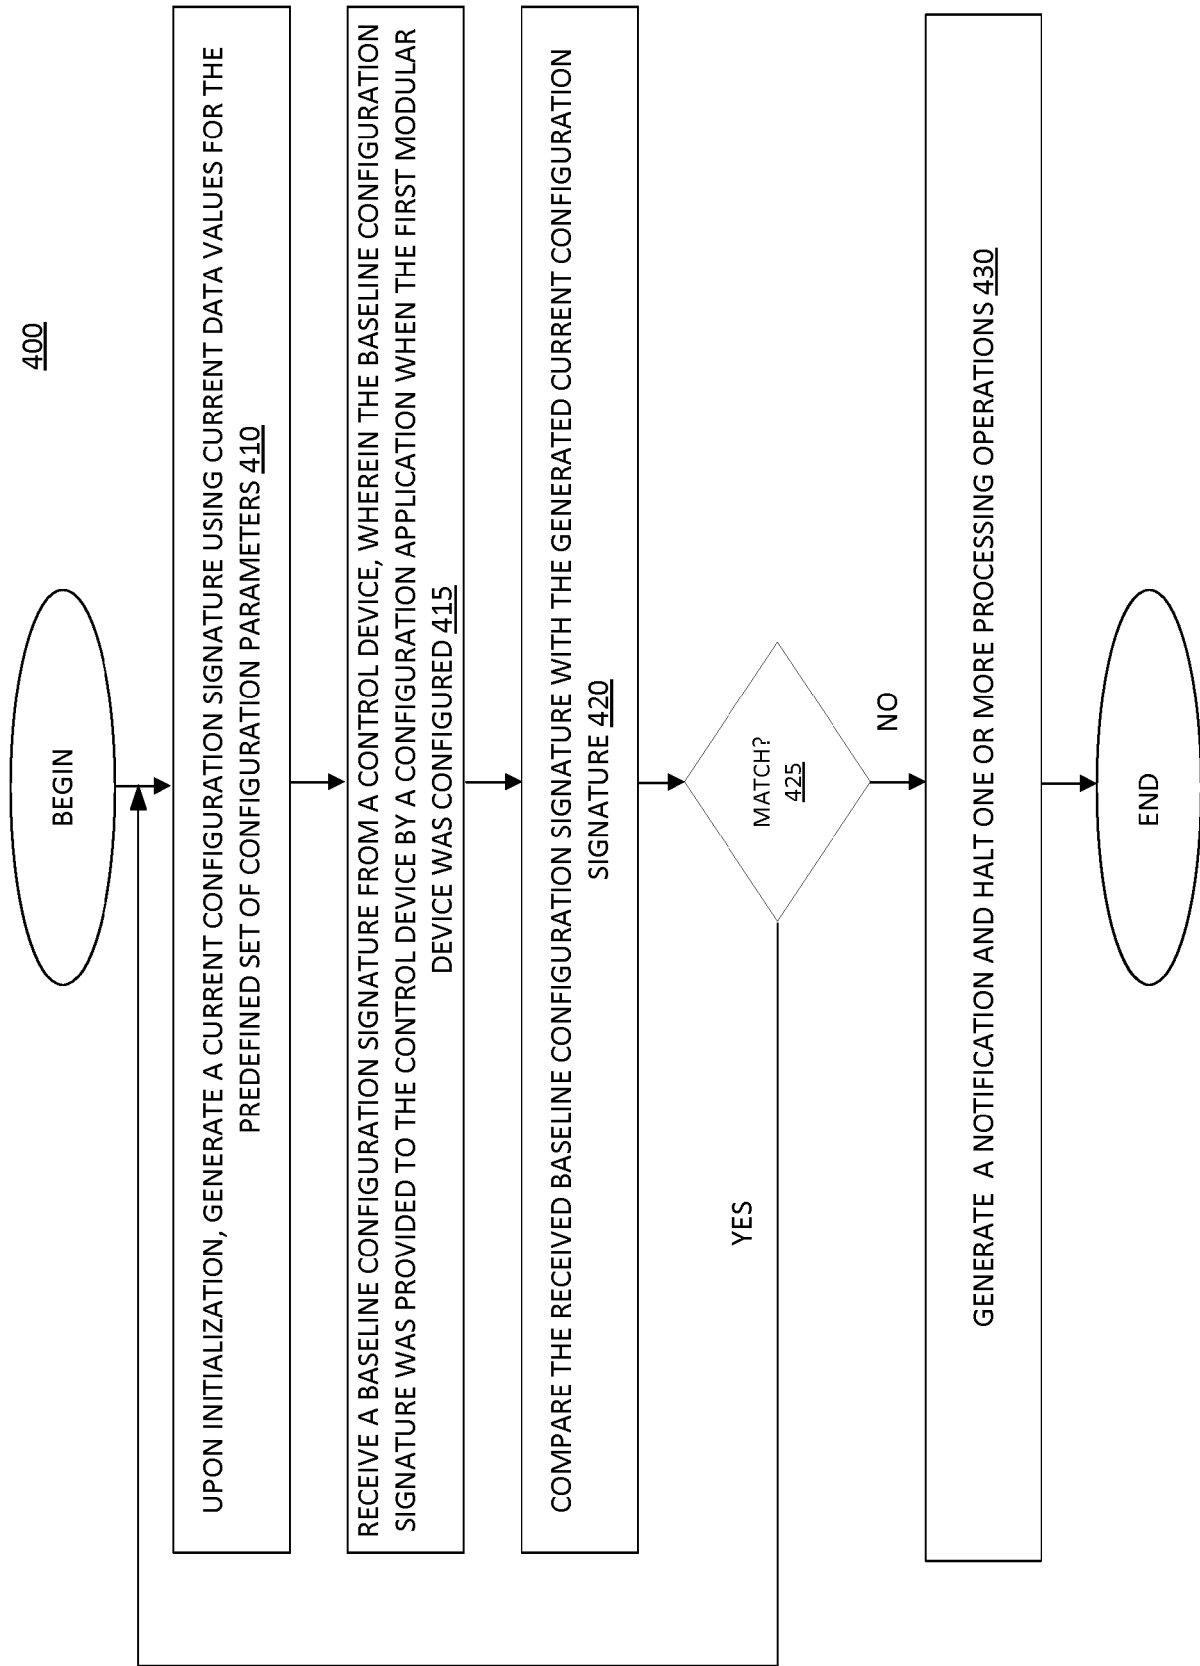 400
BEGIN
UPON INITIALIZATION, GENERATE A CURRENT CONFIGURATION SIGNATURE USING CURRENT DATA VALUES FOR THE
PREDEFINED SET OF CONFIGURATION PARAMETERS 410
RECEIVE A BASELINE CONFIGURATION SIGNATURE FROM A CONTROL DEVICE, WHEREIN THE BASELINE CONFIGURATION
SIGNATURE WAS PROVIDED TO THE CONTROL DEVICE BY A CONFIGURATION APPLICATION WHEN THE FIRST MODULAR
DEVICE WAS CONFIGURED 415
COMPARE THE RECEIVED BASELINE CONFIGURATION SIGNATURE WITH THE GENERATED CURRENT CONFIGURATION
SIGNATURE 420
MATCH?
425
YES
NO
GENERATE A NOTIFICATION AND HALT ONE OR MORE PROCESSING OPERATIONS 430
END